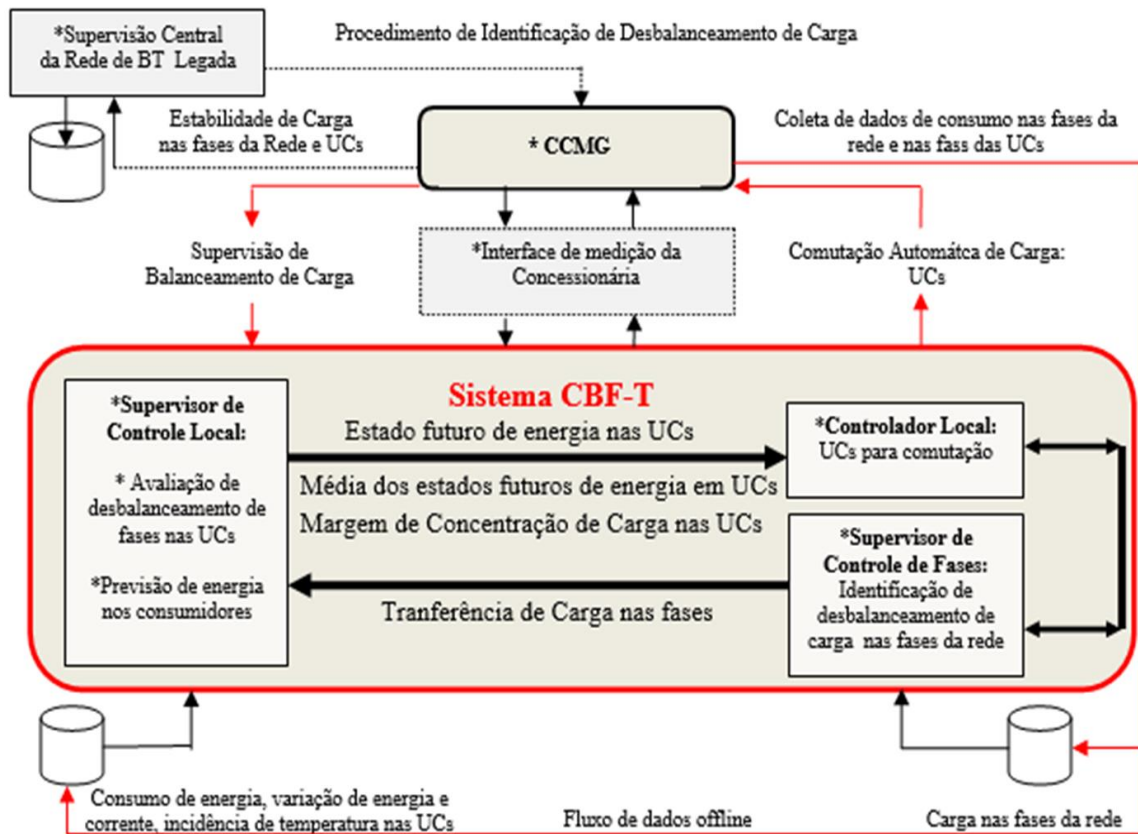 *Supervisão Central
da Rede de BT Legada
Procedimento de Identificação de Desbalanceamento de Carga
Estabilidade de Carga
nas fases da Rede e UCs
* CCMG
Coleta de dados de consumo nas fases da
rede e nas fass das UCs
Supervisão de
Balanceamento de Carga
*Interface de medição da
Concessionária
Comutação Automátca de Carga:
UCs
Sistema CBF-T
*Supervisor de
Controle Local:
* Avaliação de
desbalanceamento de
fases nas UCs
*Previsão de energia
nos consumidores
Estado futuro de energia nas UCs
Média dos estados futuros de energia em UCs
Margem de Concentração de Carga nas UCs
Tranferência de Carga nas fases
*Controlador Local:
UCs para comutação
*Supervisor de
Controle de Fases:
Identificação de
desbalanceamento de
carga nas fases da rede
Consumo de energia, variação de energia e
corrente, incidência de temperatura nas UCs
Fluxo de dados offline
Carga nas fases da rede